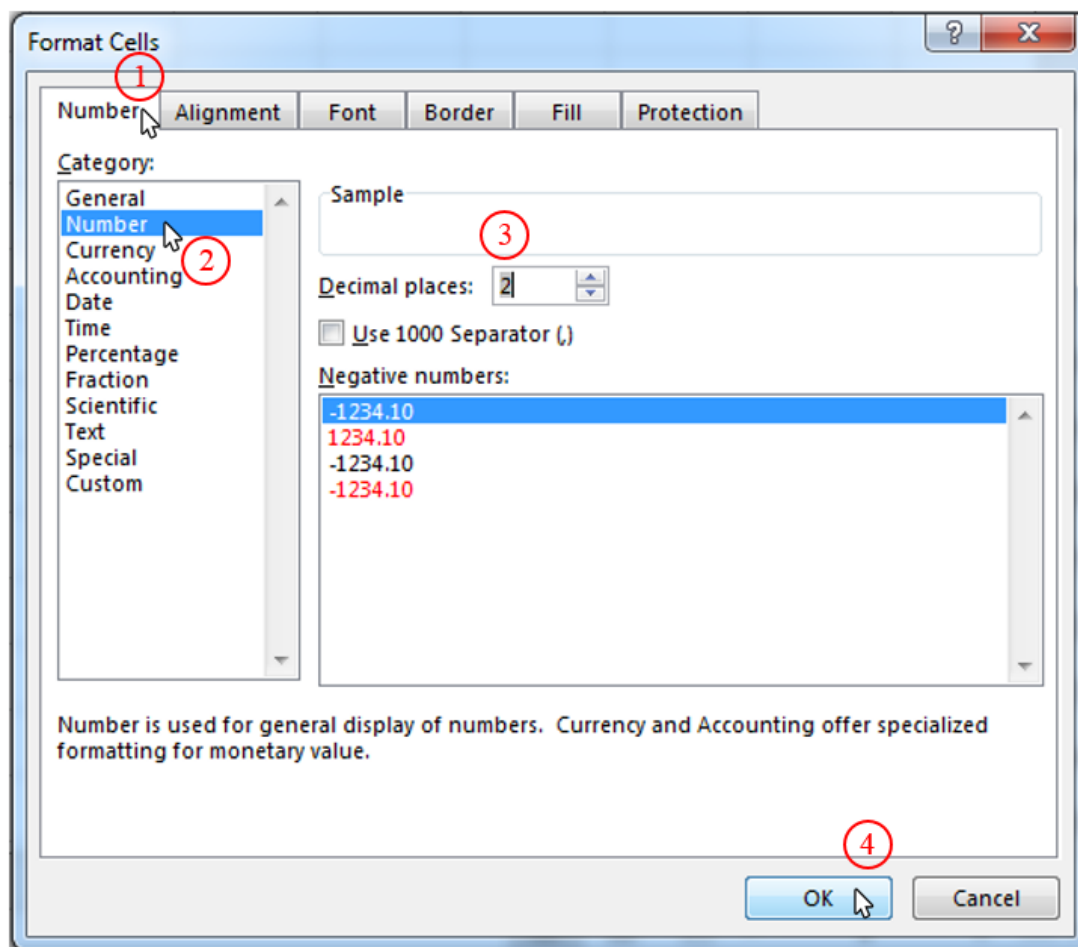 Format Cells
1
Number Alignment Font Border Fill Protection
Category:
General
Number
Currency
Accounting
Date
Time
Percentage
Fraction
Scientific
Text
Special
Custom
2
Sample
3
Decimal places: 2
Use 1000 Separator (,)
Negative numbers:
-1234.10
1234.10
-1234.10
-1234.10
Number is used for general display of numbers. Currency and Accounting offer specialized
formatting for monetary value.
4
OK Cancel